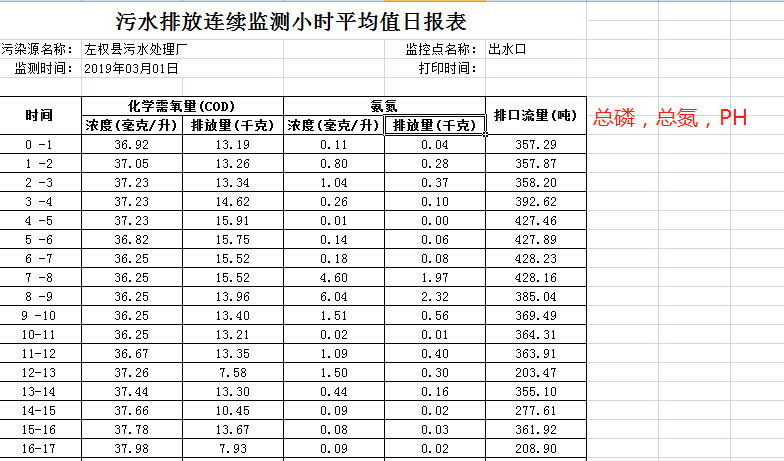 污水排放连续监测小时平均值日报表
污染源名称： 左权县污水处理厂 监控点名称： 出水口
监测时间： 2019年03月01日 打印时间：
时间 化学需氧量(COD) 氨氮 排口流量(吨) 总磷，总氮，PH
浓度(毫克/升) 排放量(千克) 浓度(毫克/升) 排放量(千克)
0 -1 36.92 13.19 0.11 0.04 357.29
1 -2 37.05 13.26 0.80 0.28 357.87
2 -3 37.23 13.34 1.04 0.37 358.20
3 -4 37.23 14.62 0.26 0.10 392.62
4 -5 37.23 15.91 0.01 0.00 427.46
5 -6 36.82 15.75 0.14 0.06 427.89
6 -7 36.25 15.52 0.18 0.08 428.23
7 -8 36.25 15.52 4.60 1.97 428.16
8 -9 36.25 13.96 6.04 2.32 385.04
9 -10 36.25 13.40 1.51 0.56 369.49
10-11 36.25 13.21 0.02 0.01 364.31
11-12 36.67 13.35 1.09 0.40 363.91
12-13 37.26 7.58 1.50 0.30 203.47
13-14 37.44 13.30 0.44 0.16 355.10
14-15 37.66 10.45 0.09 0.02 277.61
15-16 37.78 13.67 0.08 0.03 361.92
16-17 37.98 7.93 0.09 0.02 208.90